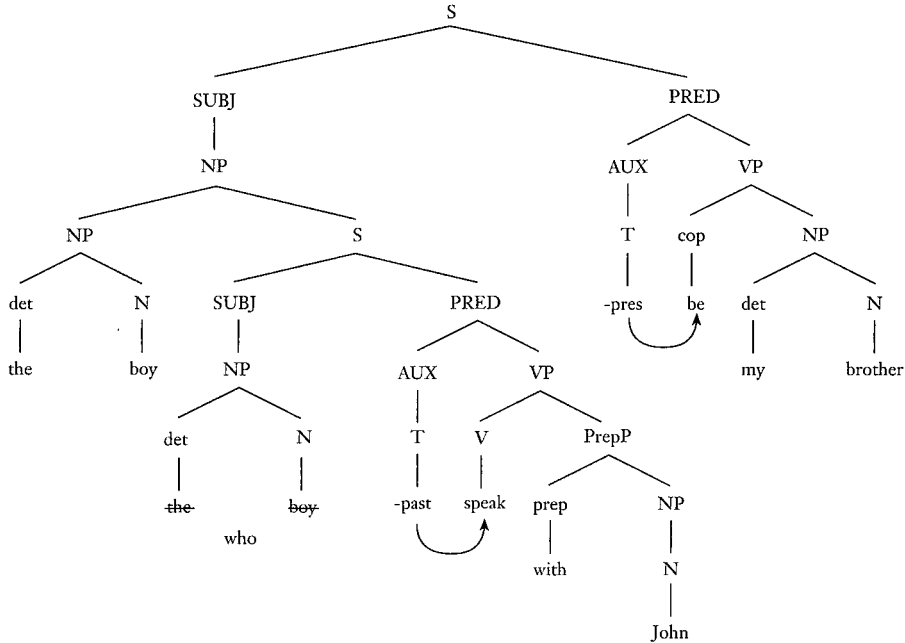 S
SUBJ PRED
NP AUX VP
NP S T cop NP
det N SUBJ PRED -pres be det N
the boy NP AUX VP my brother
det N T V PrepP
the boy -past speak prep NP
who
with N
John